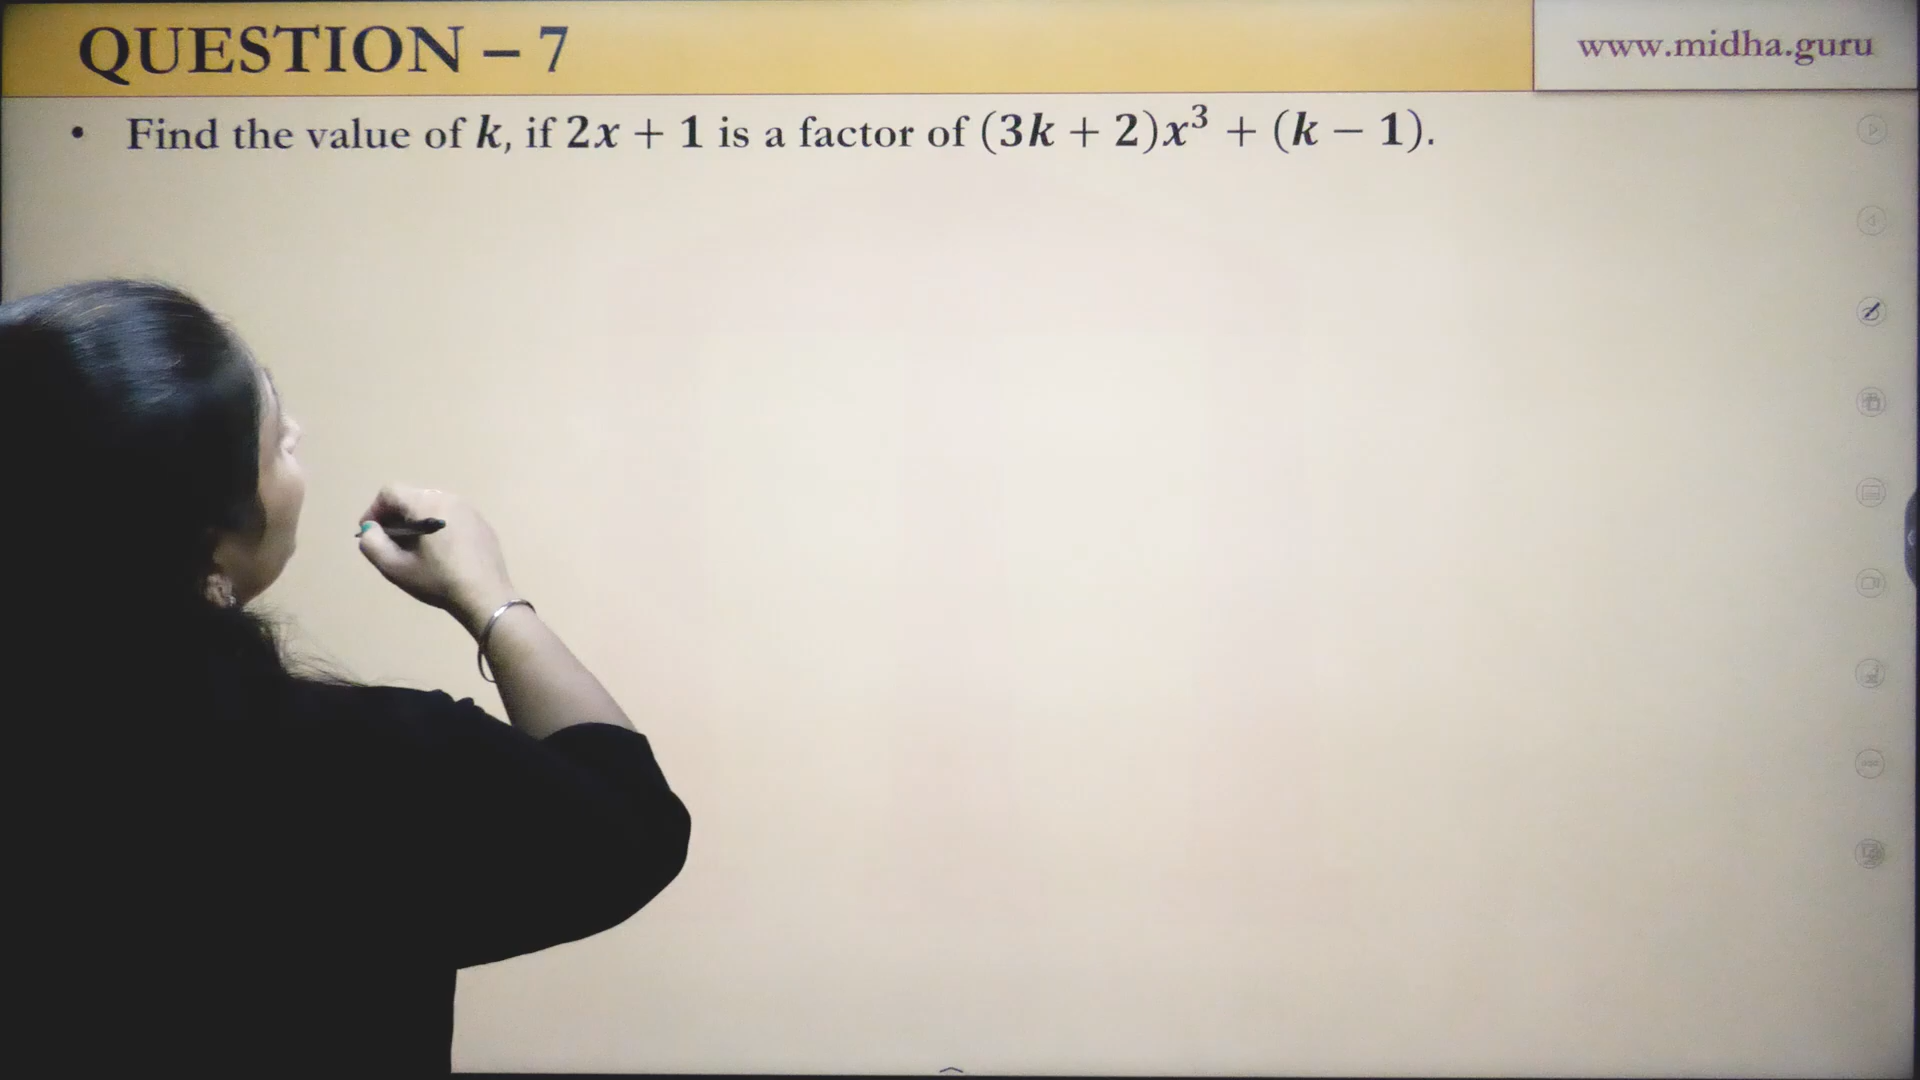 QUESTION – 7
www.midha.guru
• Find the value of k, if 2x + 1 is a factor of (3k + 2)x³ + (k − 1).